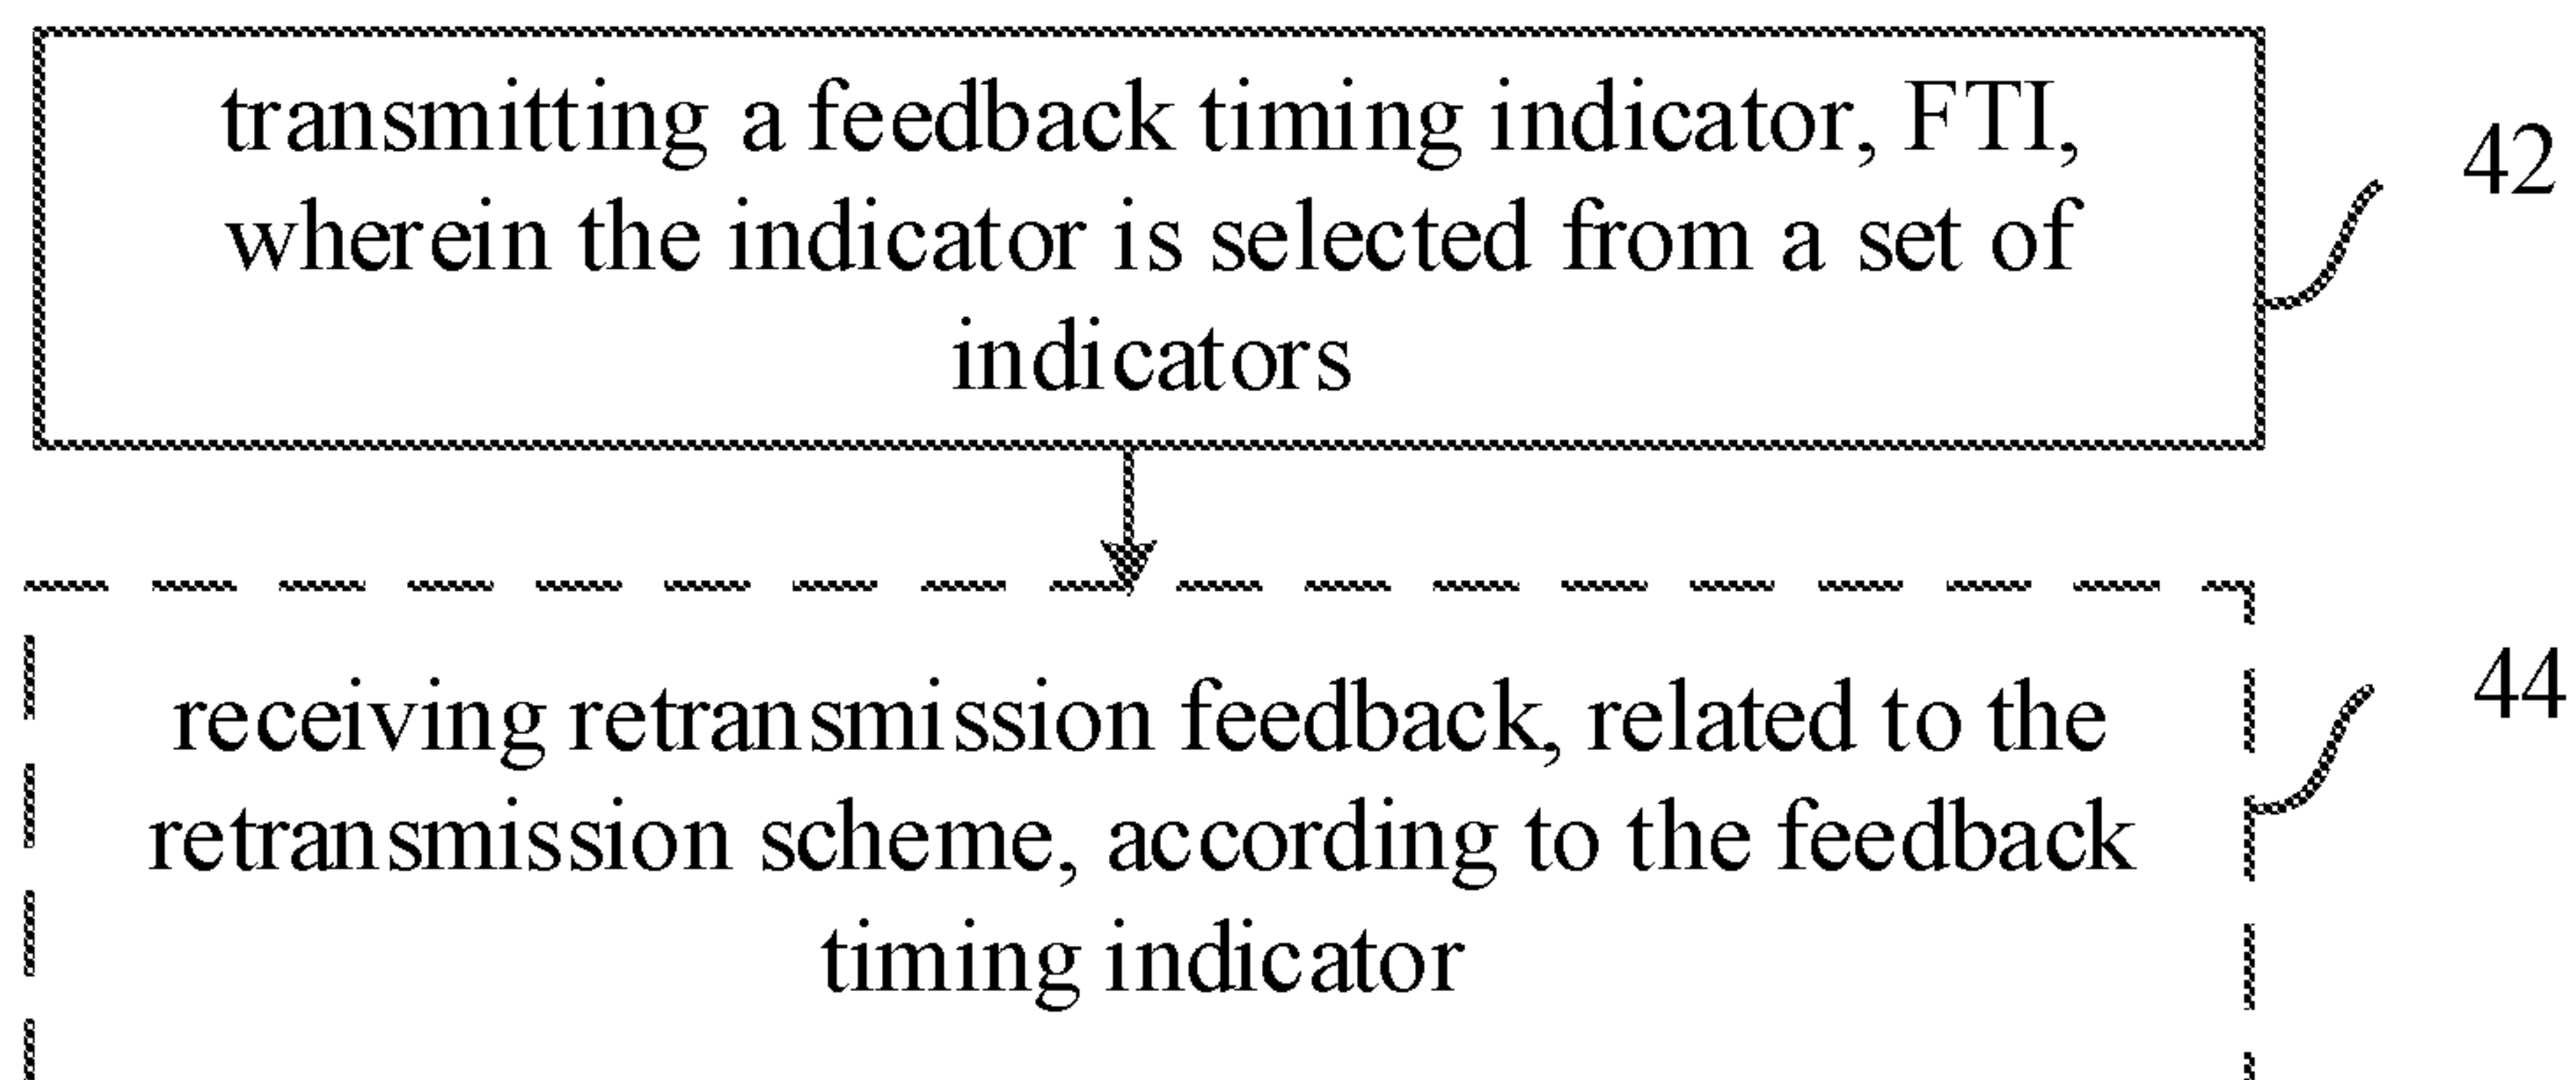 transmitting a feedback timing indicator, FTI,
wherein the indicator is selected from a set of
indicators
42
receiving retransmission feedback, related to the
retransmission scheme, according to the feedback
timing indicator
44